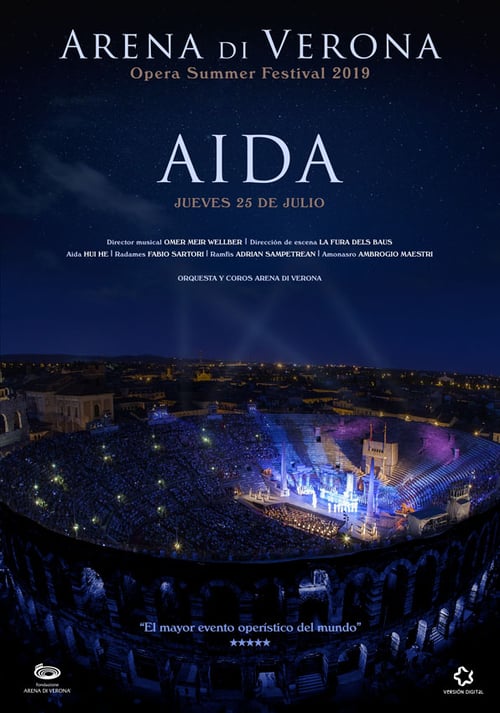 ARENA DI VERONA
Opera Summer Festival 2019
AIDA
JUEVES 25 DE JULIO
Director musical OMER MEIR WELLBER | Dirección de escena LA FURA DELS BAUS
Aida HUI HE | Radames FABIO SARTORI | Ramfis ADRIAN SAMPETREAN | Amonasro AMBROGIO MAESTRI
ORQUESTA Y COROS ARENA DI VERONA
“El mayor evento operístico del mundo”
fondazione
ARENA DI VERONA
VERSIÓN DIGITAL